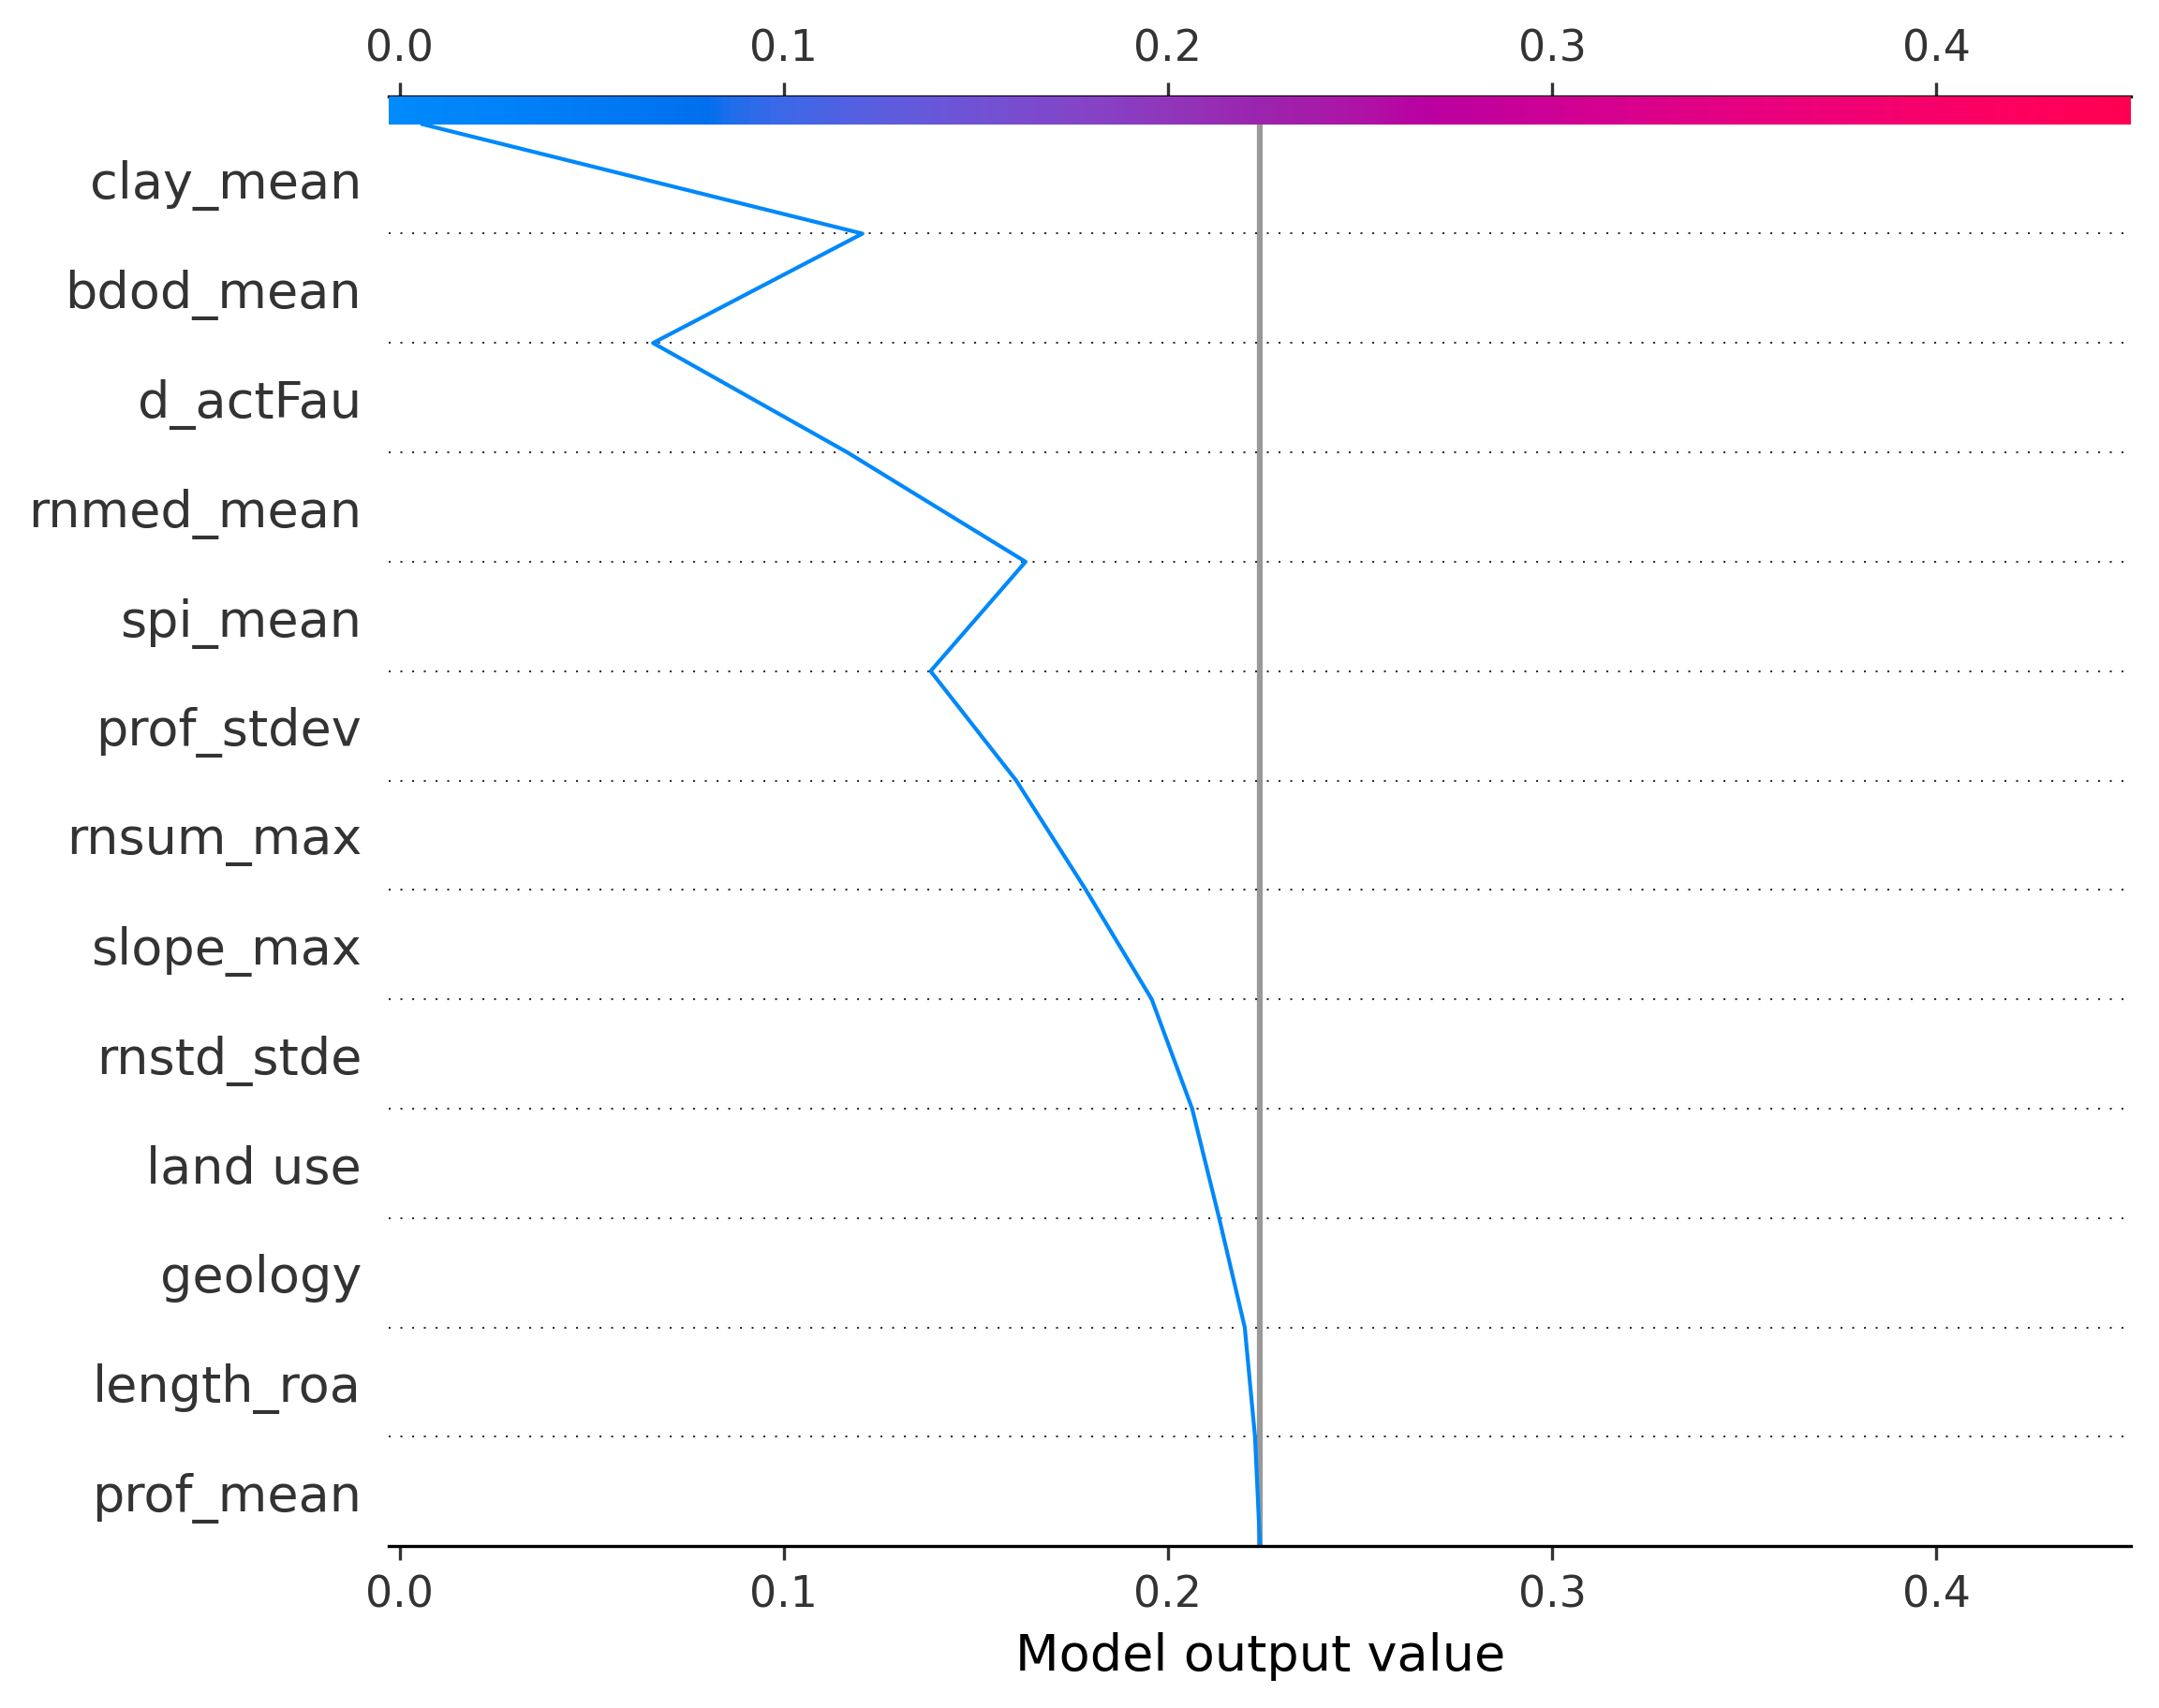 0.0 0.1 0.2 0.3 0.4
clay_mean
bdod_mean
d_actFau
rnmed_mean
spi_mean
prof_stdev
rnsum_max
slope_max
rnstd_stde
land use
geology
length_roa
prof_mean
0.0 0.1 0.2 0.3 0.4
Model output value